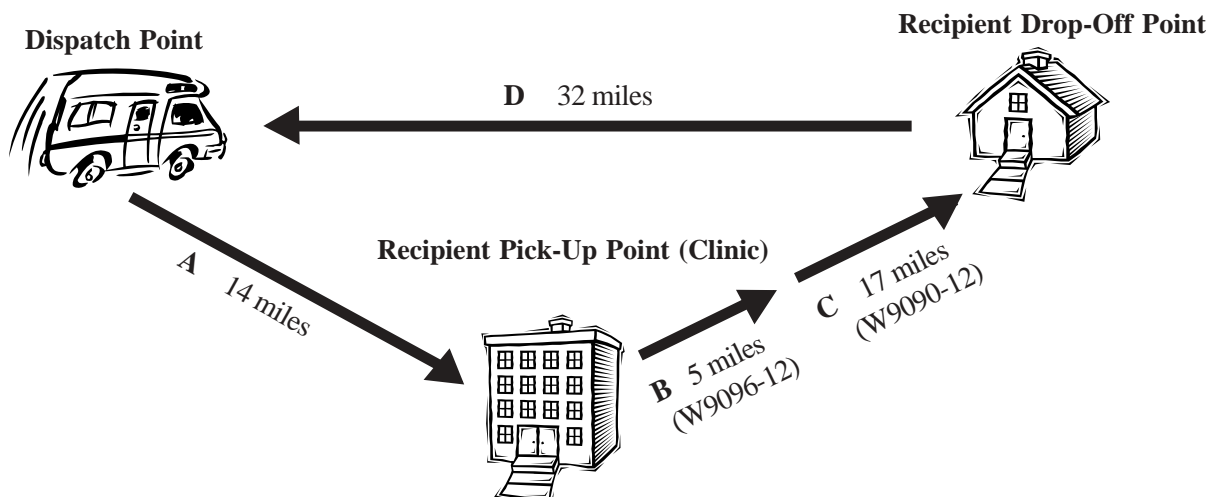 Recipient Drop-Off Point
Dispatch Point
D 32 miles
Recipient Pick-Up Point (Clinic)
A 14 miles
B 5 miles
(W9096-12)
C 17 miles
(W9090-12)